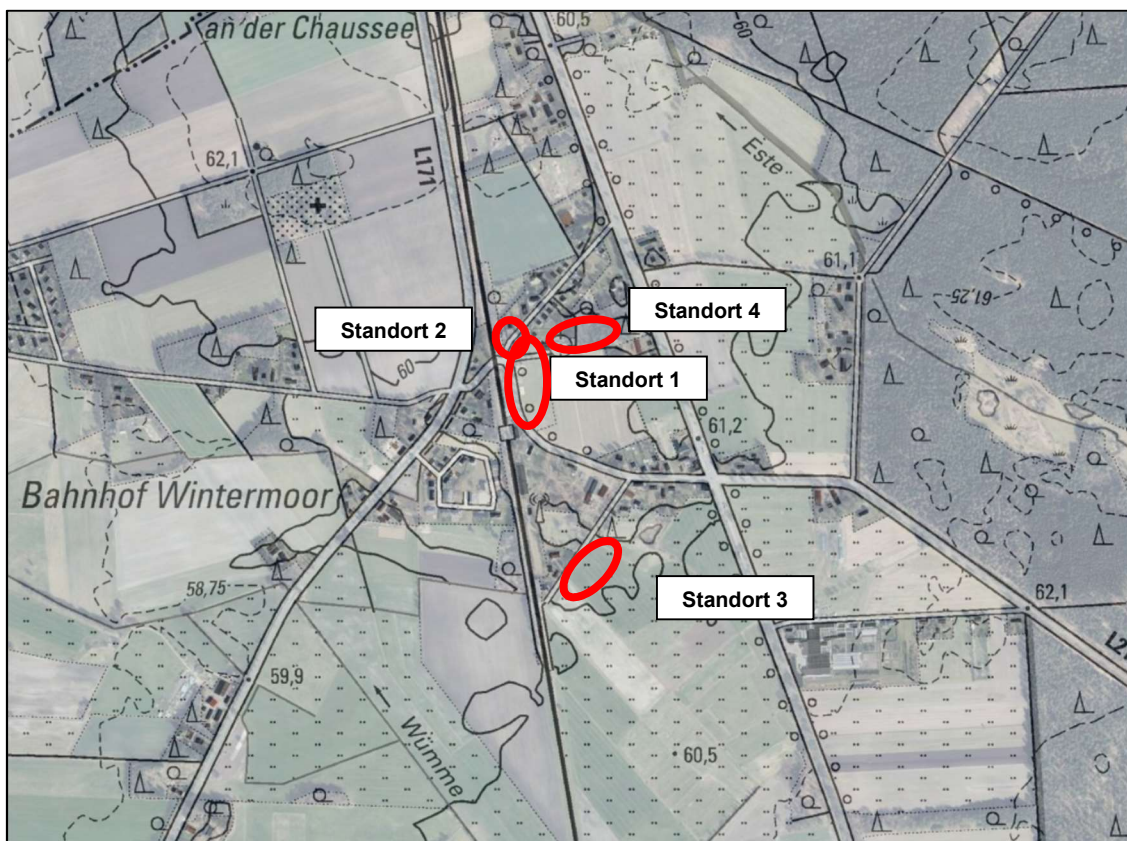 an der Chaussee
60,5
60
62,1
L171
Este
61,1
61,25
Standort 4
Standort 2
60
Standort 1
61,2
Bahnhof Wintermoor
58,75
Standort 3
62,1
59,9
Wümme
60,5